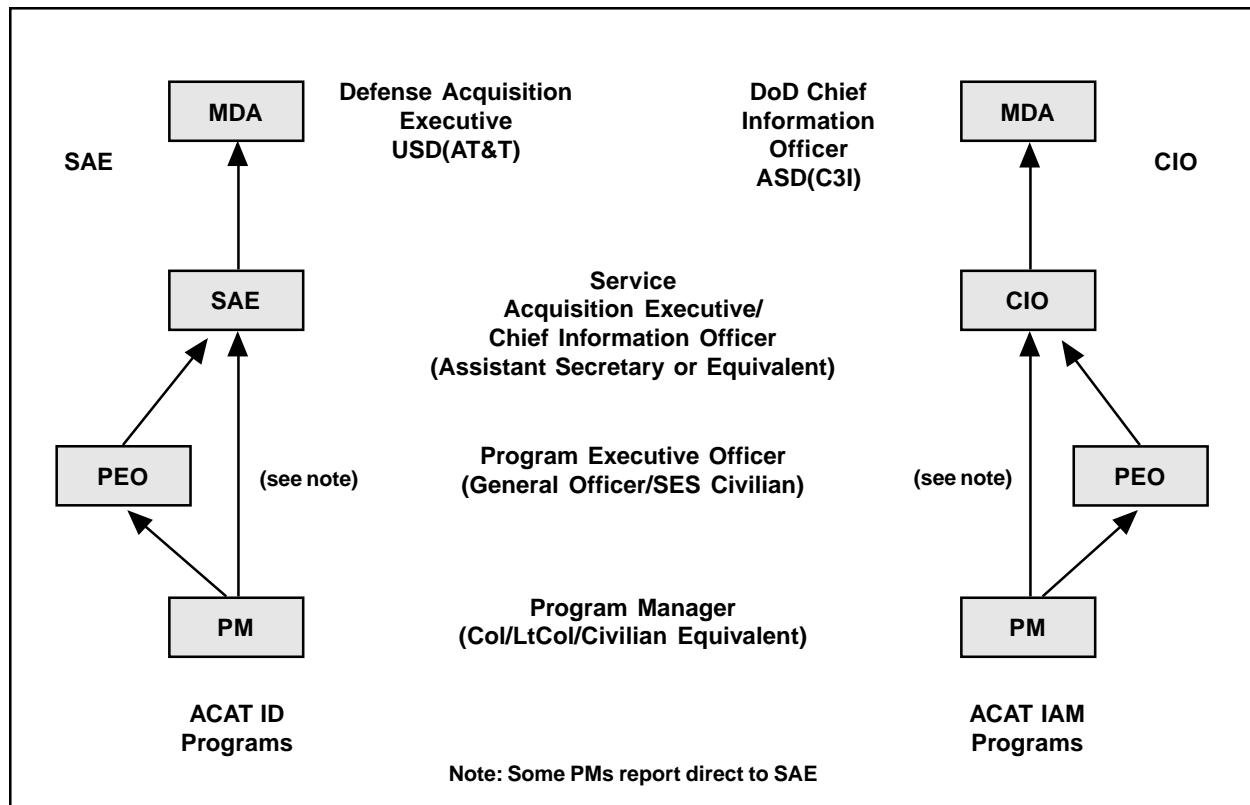 MDA
Defense Acquisition
Executive
USD(AT&T)
DoD Chief
Information
Officer
ASD(C3I)
MDA
SAE
CIO
SAE
Service
Acquisition Executive/
Chief Information Officer
(Assistant Secretary or Equivalent)
CIO
PEO
(see note)
Program Executive Officer
(General Officer/SES Civilian)
(see note)
PEO
PM
Program Manager
(Col/LtCol/Civilian Equivalent)
PM
ACAT ID
Programs
ACAT IAM
Programs
Note: Some PMs report direct to SAE